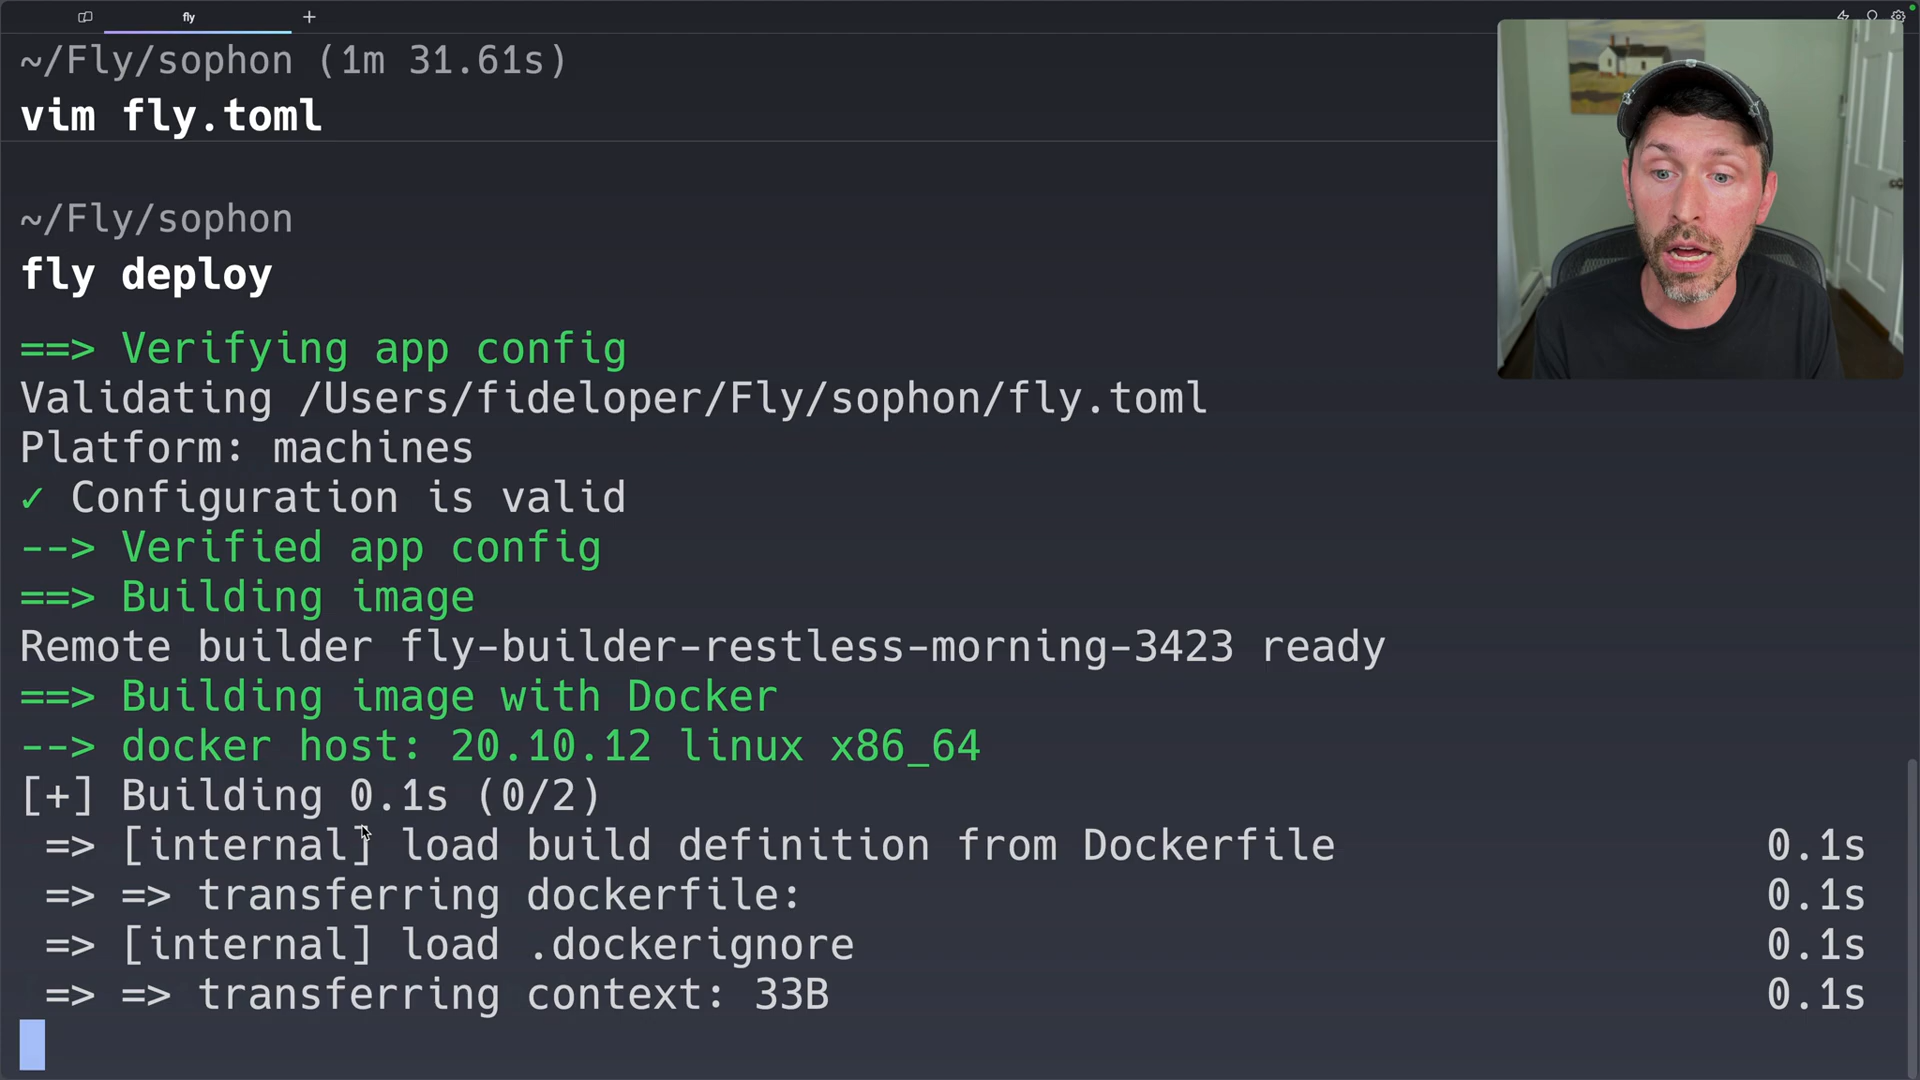 fly
~/Fly/sophon (1m 31.61s)
vim fly.toml
~/Fly/sophon
fly deploy
==> Verifying app config
Validating /Users/fideloper/Fly/sophon/fly.toml
Platform: machines
✓ Configuration is valid
--> Verified app config
==> Building image
Remote builder fly-builder-restless-morning-3423 ready
==> Building image with Docker
--> docker host: 20.10.12 linux x86_64
[+] Building 0.1s (0/2)
=> [internal] load build definition from Dockerfile 0.1s
=> => transferring dockerfile: 0.1s
=> [internal] load .dockerignore 0.1s
=> => transferring context: 33B 0.1s